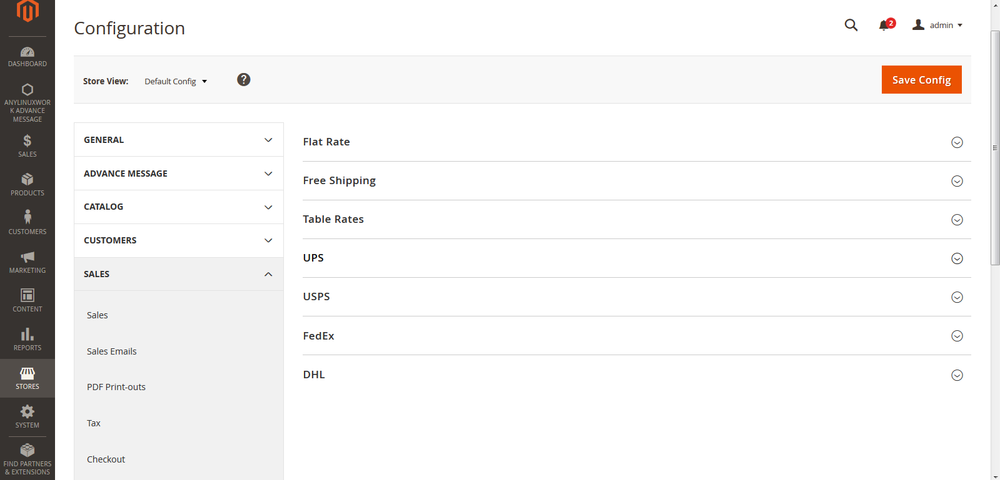 Configuration
2
admin
Store View:
Default Config
?
Save Config
DASHBOARD
ANYLINUXWOR
K ADVANCE
MESSAGE
$
SALES
PRODUCTS
CUSTOMERS
MARKETING
CONTENT
REPORTS
STORES
SYSTEM
FIND PARTNERS
& EXTENSIONS
GENERAL
ADVANCE MESSAGE
CATALOG
CUSTOMERS
SALES
Sales
Sales Emails
PDF Print-outs
Tax
Checkout
Flat Rate
Free Shipping
Table Rates
UPS
USPS
FedEx
DHL